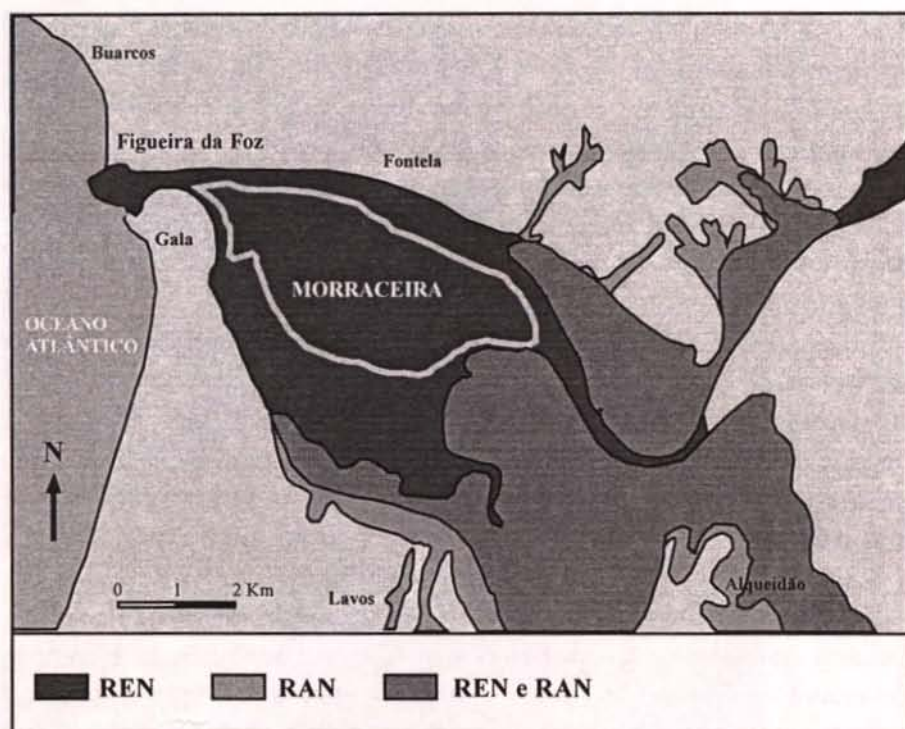 Buarcos
Figueira da Foz
Fontela
Gala
MORRACEIRA
OCEANO
ATLÂNTICO
N
0 1 2 Km
Lavos
Alqueidão
REN
RAN
REN e RAN